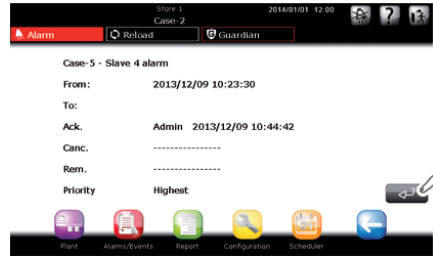 Store 1
2014/01/01 12:00
Case-2
?
Alarm
Reload
Guardian
Case-5 - Slave 4 alarm
From: 2013/12/09 10:23:30
To:
Ack. Admin 2013/12/09 10:44:42
Canc. ----------------
Rem. ----------------
Priority Highest
Plant Alarms/Events Report Configuration Scheduler